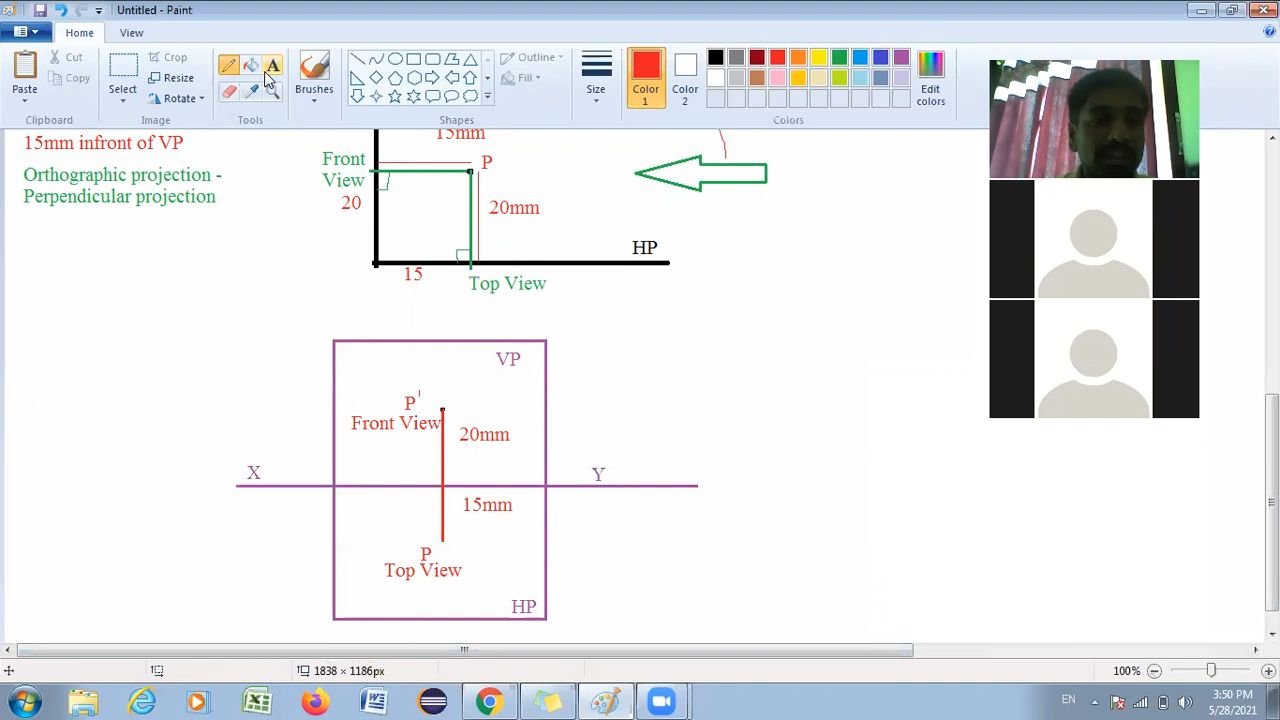 Untitled - Paint
Home
View
Paste
Cut
Copy
Clipboard
Select
Crop
Resize
Rotate
Image
Tools
Brushes
Shapes
Outline
Fill
Size
Color 1
Color 2
Edit colors
Colors
15mm infront of VP
Orthographic projection -
Perpendicular projection
15mm
Front
View
P
20
20mm
HP
15
Top View
VP
P'
Front View
20mm
X
Y
15mm
P
Top View
HP
1838 × 1186px
100%
EN
3:50 PM
5/28/2021